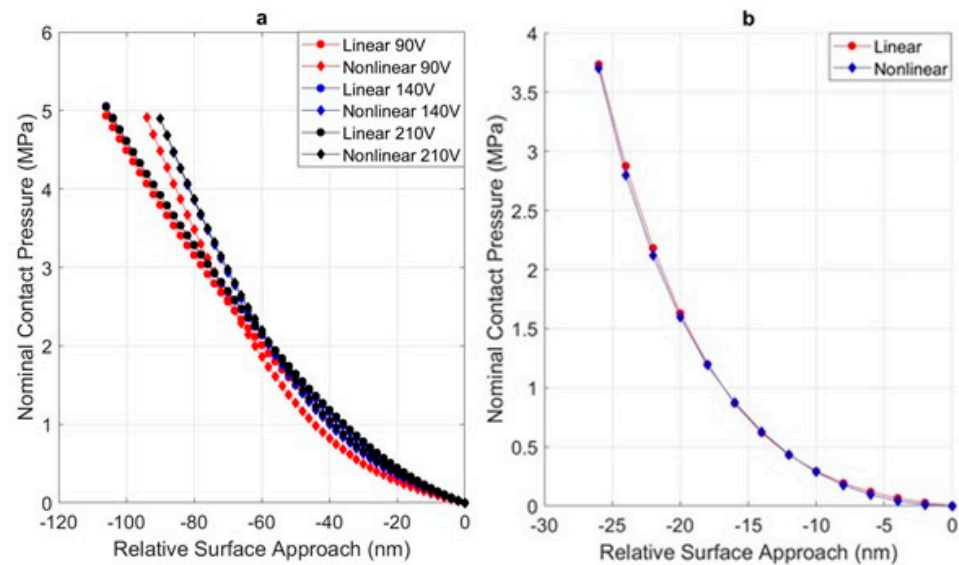 a
Nominal Contact Pressure (MPa)
6
5
4
3
2
1
0
-120
-100
-80
-60
-40
-20
0
Relative Surface Approach (nm)
Linear 90V
Nonlinear 90V
Linear 140V
Nonlinear 140V
Linear 210V
Nonlinear 210V
b
Nominal Contact Pressure (MPa)
4
3.5
3
2.5
2
1.5
1
0.5
0
-30
-25
-20
-15
-10
-5
0
Relative Surface Approach (nm)
Linear
Nonlinear